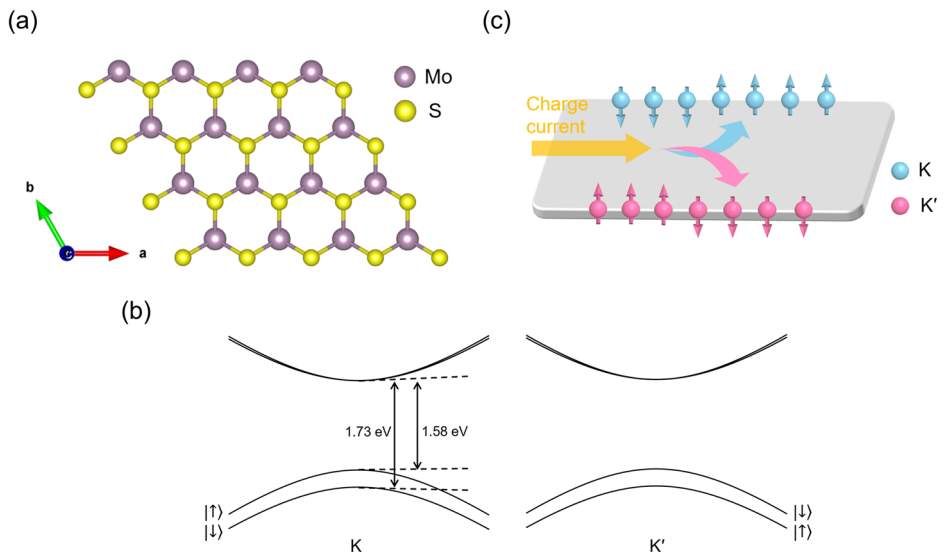 (a)
Mo
S
b
a
c
(c)
Charge
current
K
K′
(b)
1.73 eV
1.58 eV
|↑⟩
|↓⟩
K
K′
|↓⟩
|↑⟩